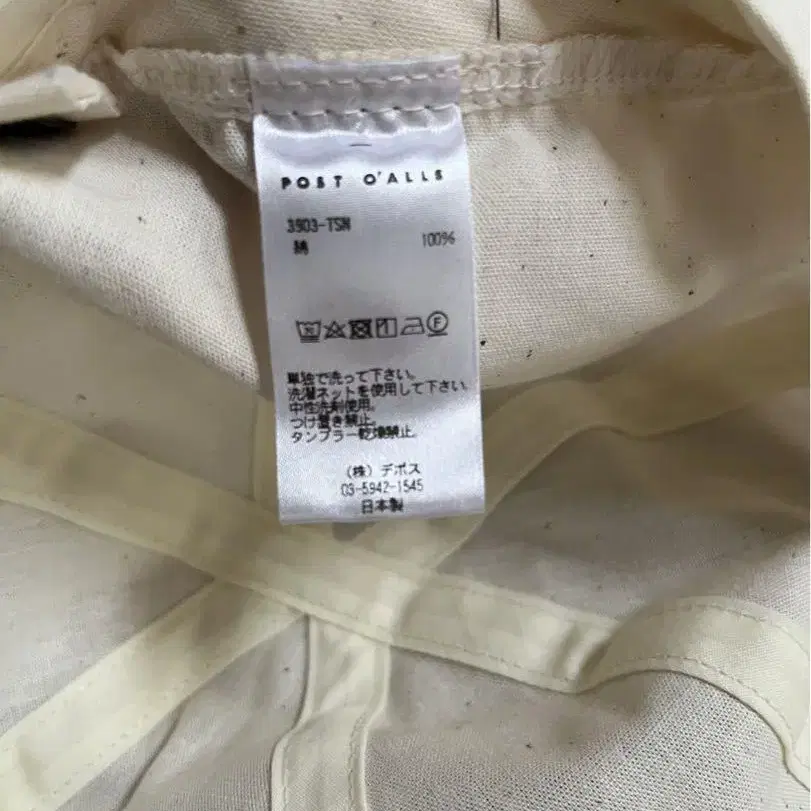 POST O'ALLS
3903-TSN
綿 100%
単独で洗って下さい。
洗濯ネットを使用して下さい。
中性洗剤使用。
つけ置き禁止。
タンブラー乾燥禁止。
（株）デポス
03-5942-1545
日本製